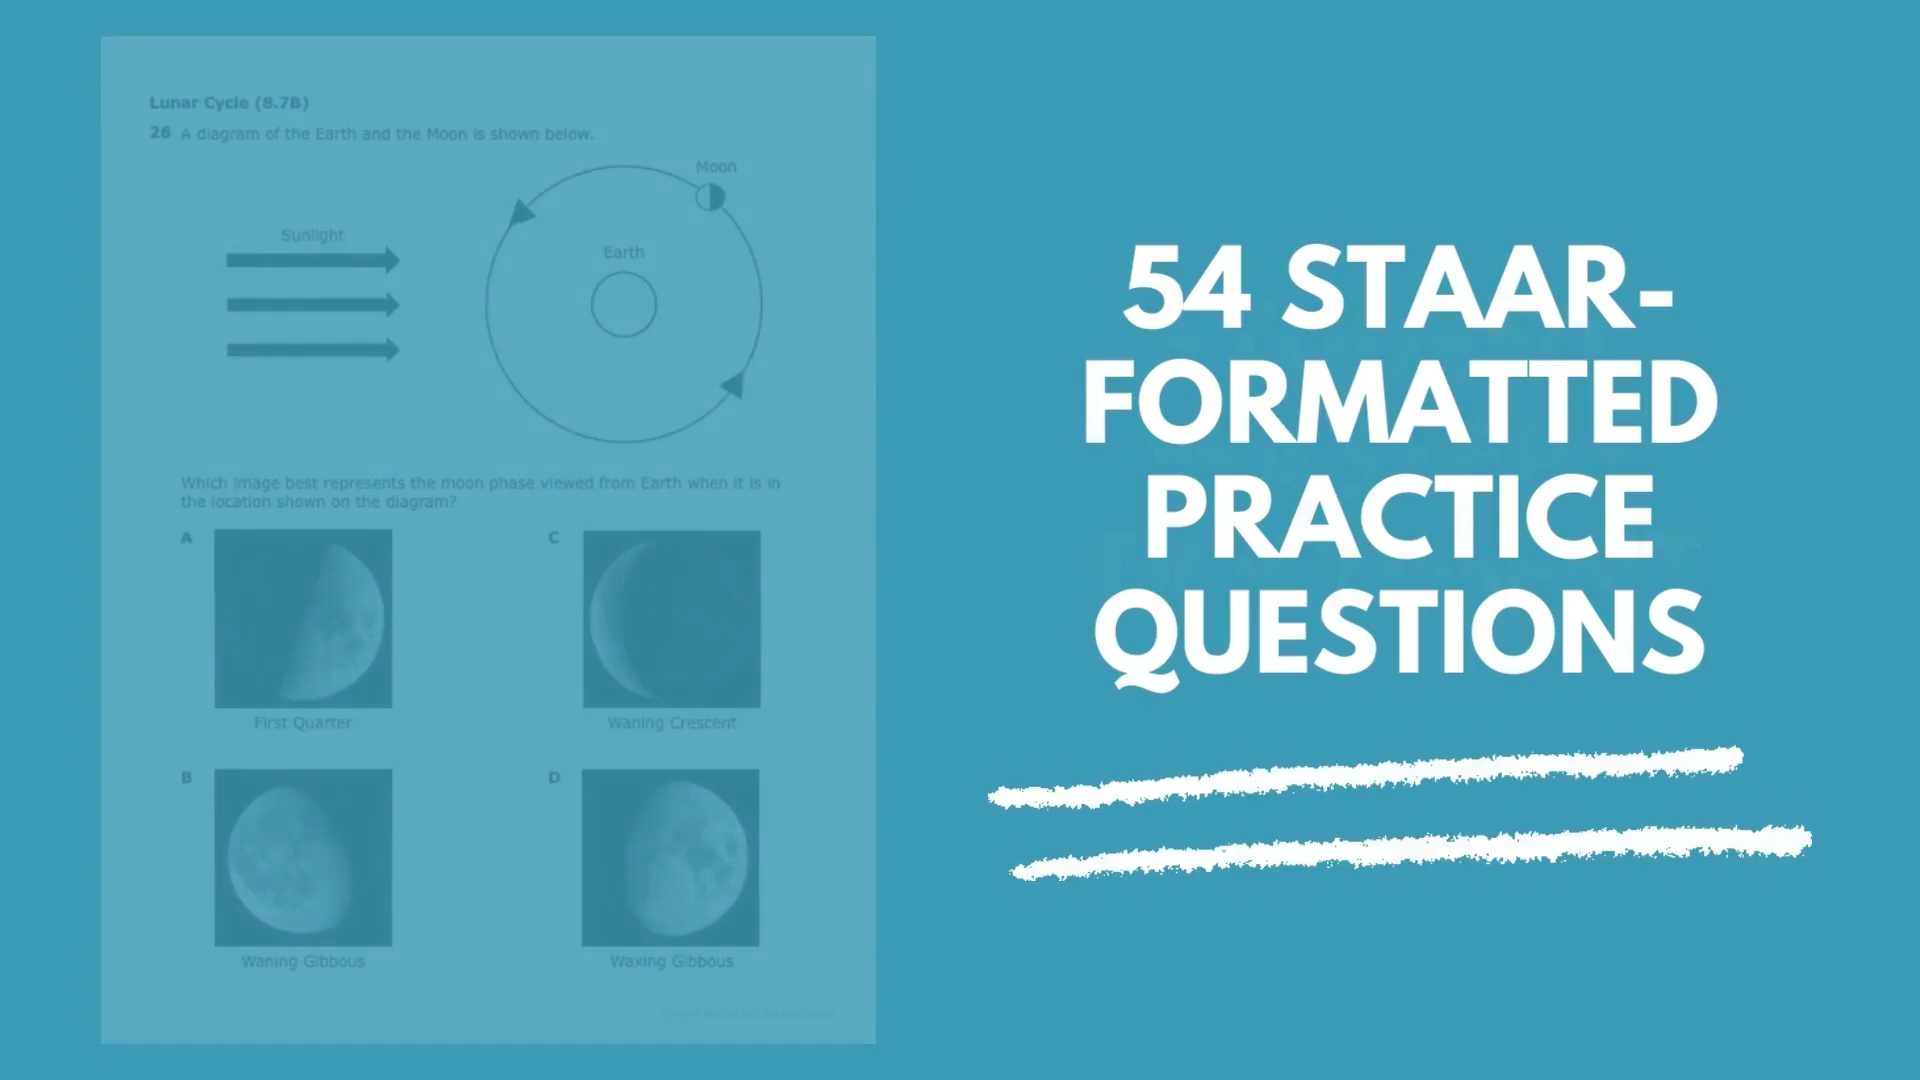 Lunar Cycle (8.7B)
26 A diagram of the Earth and the Moon is shown below.
Moon
Sunlight
Earth
Which image best represents the moon phase viewed from Earth when it is in
the location shown on the diagram?
A
C
First Quarter
Waning Crescent
B
D
Waning Gibbous
Waxing Gibbous
54 STAAR-
FORMATTED
PRACTICE
QUESTIONS